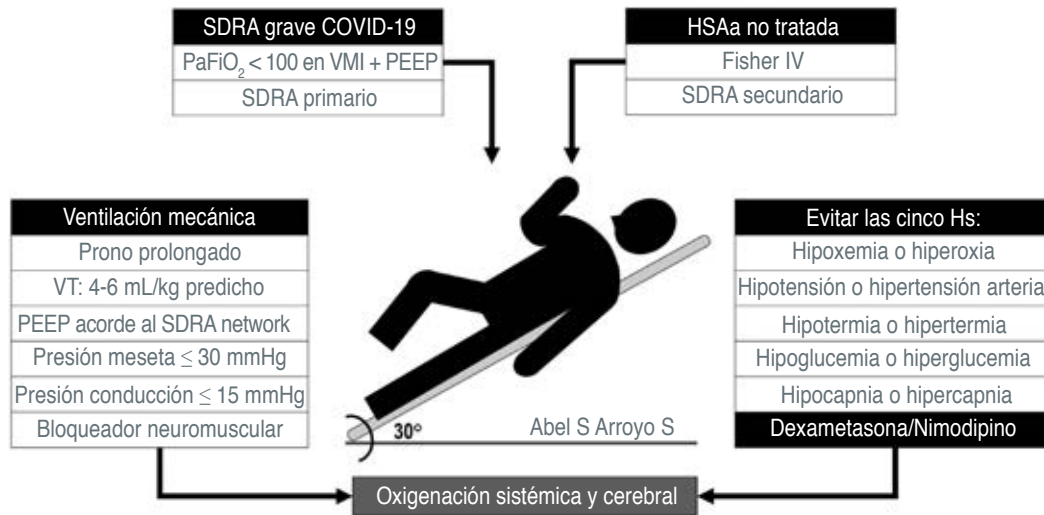 SDRA grave COVID-19
PaFiO2 < 100 en VMI + PEEP
SDRA primario
HSAa no tratada
Fisher IV
SDRA secundario
Ventilación mecánica
Prono prolongado
VT: 4-6 mL/kg predicho
PEEP acorde al SDRA network
Presión meseta ≤ 30 mmHg
Presión conducción ≤ 15 mmHg
Bloqueador neuromuscular
Evitar las cinco Hs:
Hipoxemia o hiperoxia
Hipotensión o hipertensión arteria
Hipotermia o hipertermia
Hipoglucemia o hiperglucemia
Hipocapnia o hipercapnia
Dexametasona/Nimodipino
30°
Abel S Arroyo S
Oxigenación sistémica y cerebral